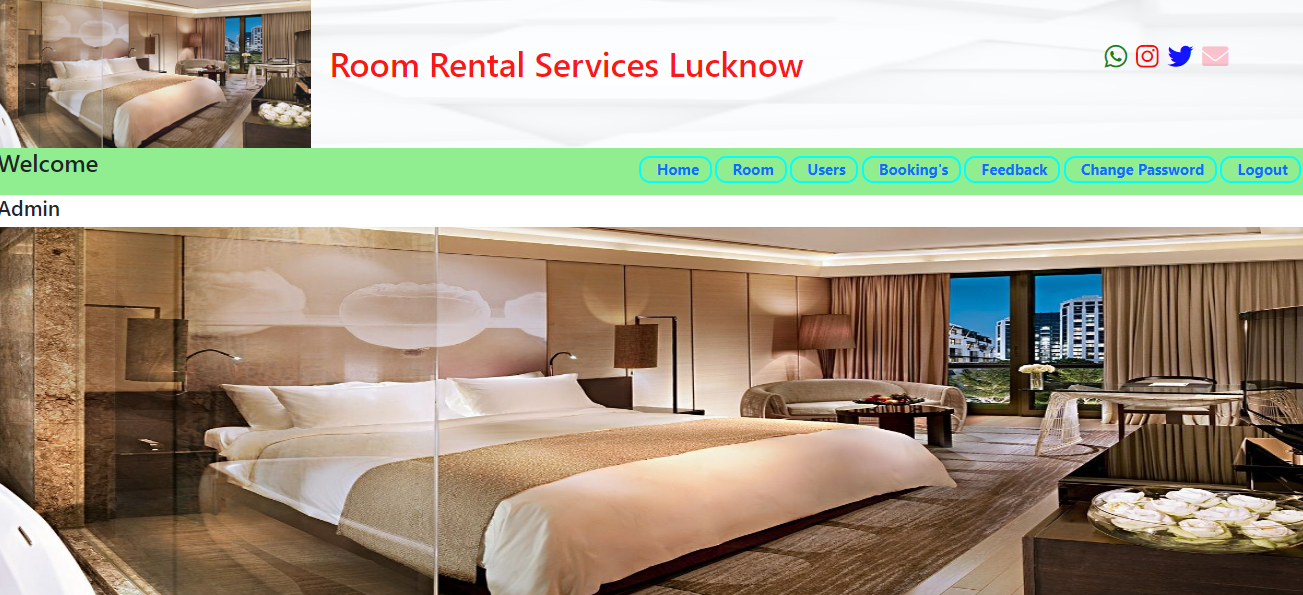 Room Rental Services Lucknow
Welcome
Home Room Users Booking's Feedback Change Password Logout
Admin